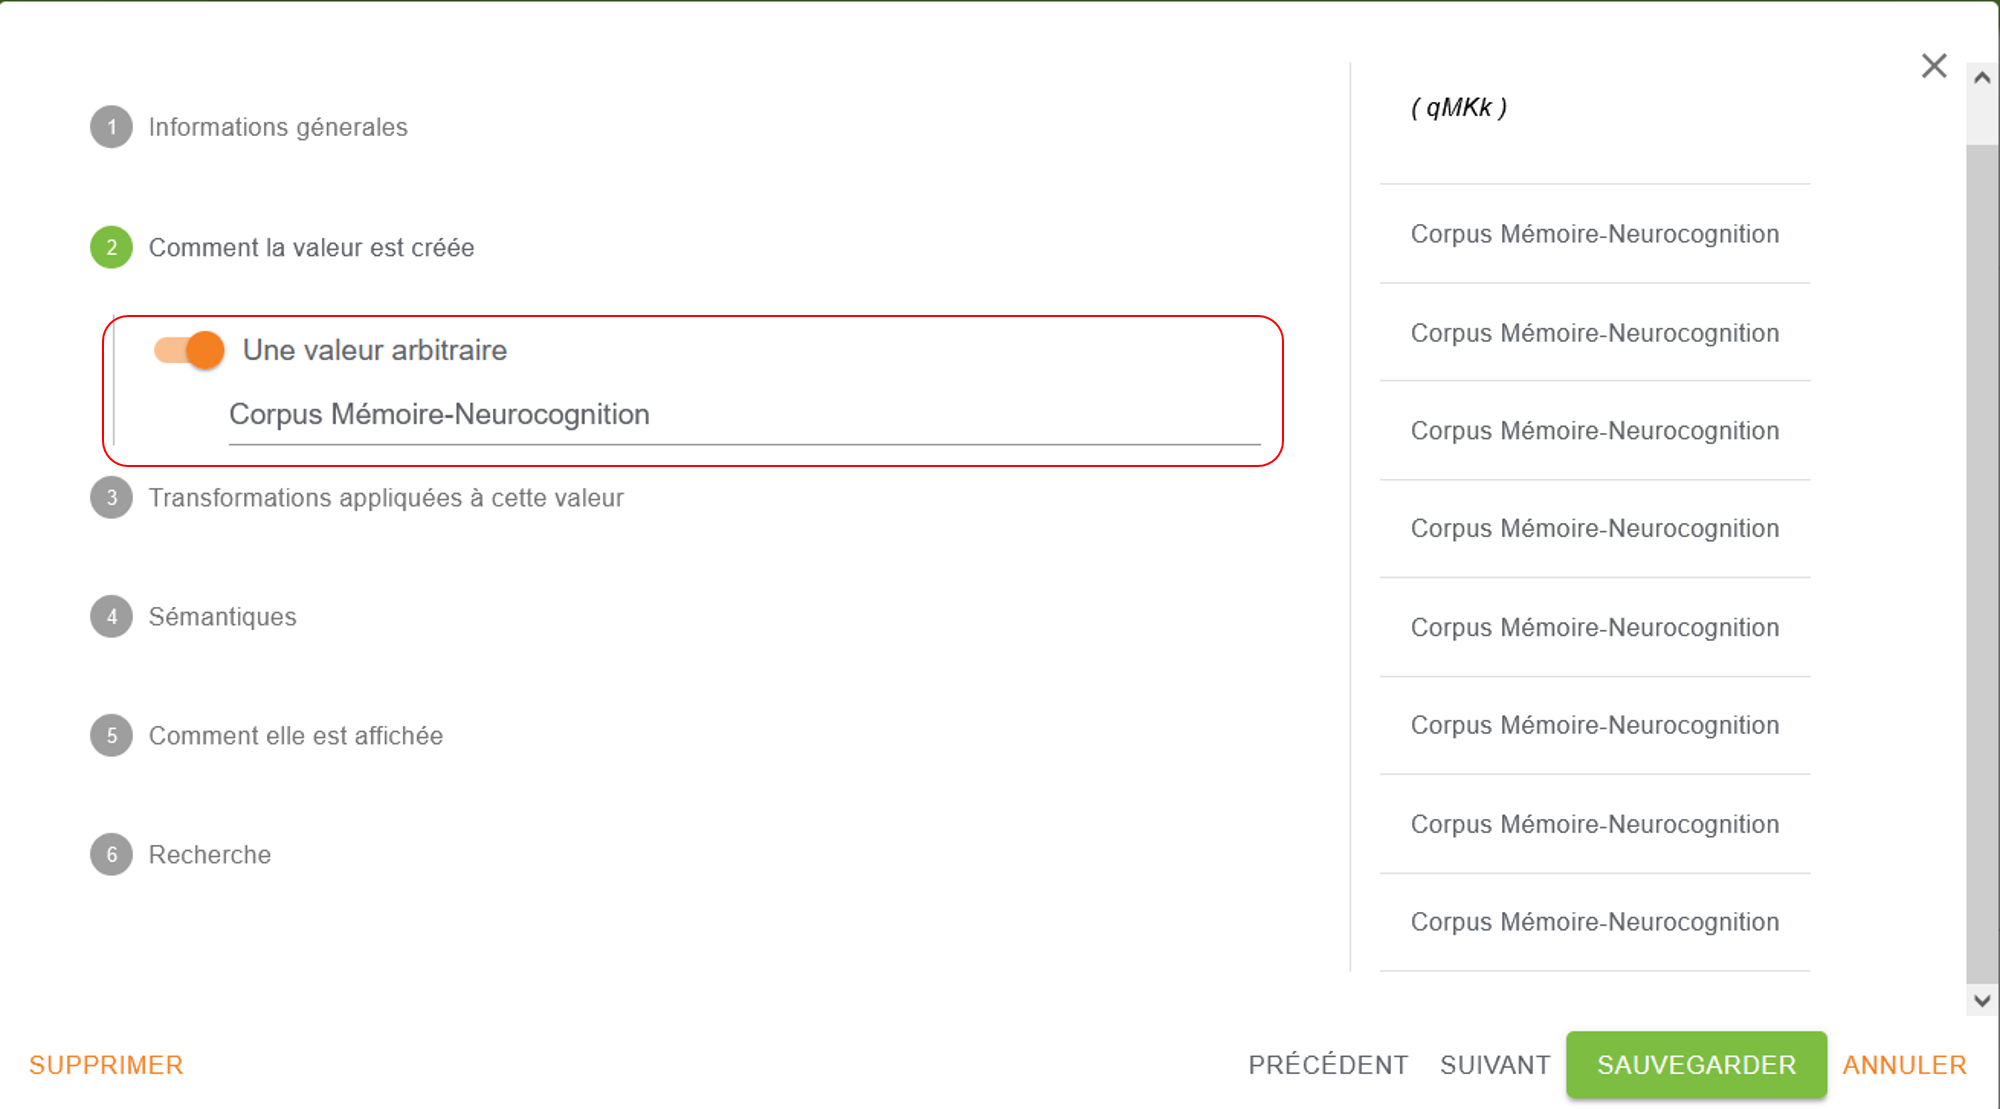 1 Informations génerales
2 Comment la valeur est créée
Une valeur arbitraire
Corpus Mémoire-Neurocognition
3 Transformations appliquées à cette valeur
4 Sémantiques
5 Comment elle est affichée
6 Recherche
( qMKk )
Corpus Mémoire-Neurocognition
Corpus Mémoire-Neurocognition
Corpus Mémoire-Neurocognition
Corpus Mémoire-Neurocognition
Corpus Mémoire-Neurocognition
Corpus Mémoire-Neurocognition
Corpus Mémoire-Neurocognition
Corpus Mémoire-Neurocognition
SUPPRIMER
PRÉCÉDENT
SUIVANT
SAUVEGARDER
ANNULER